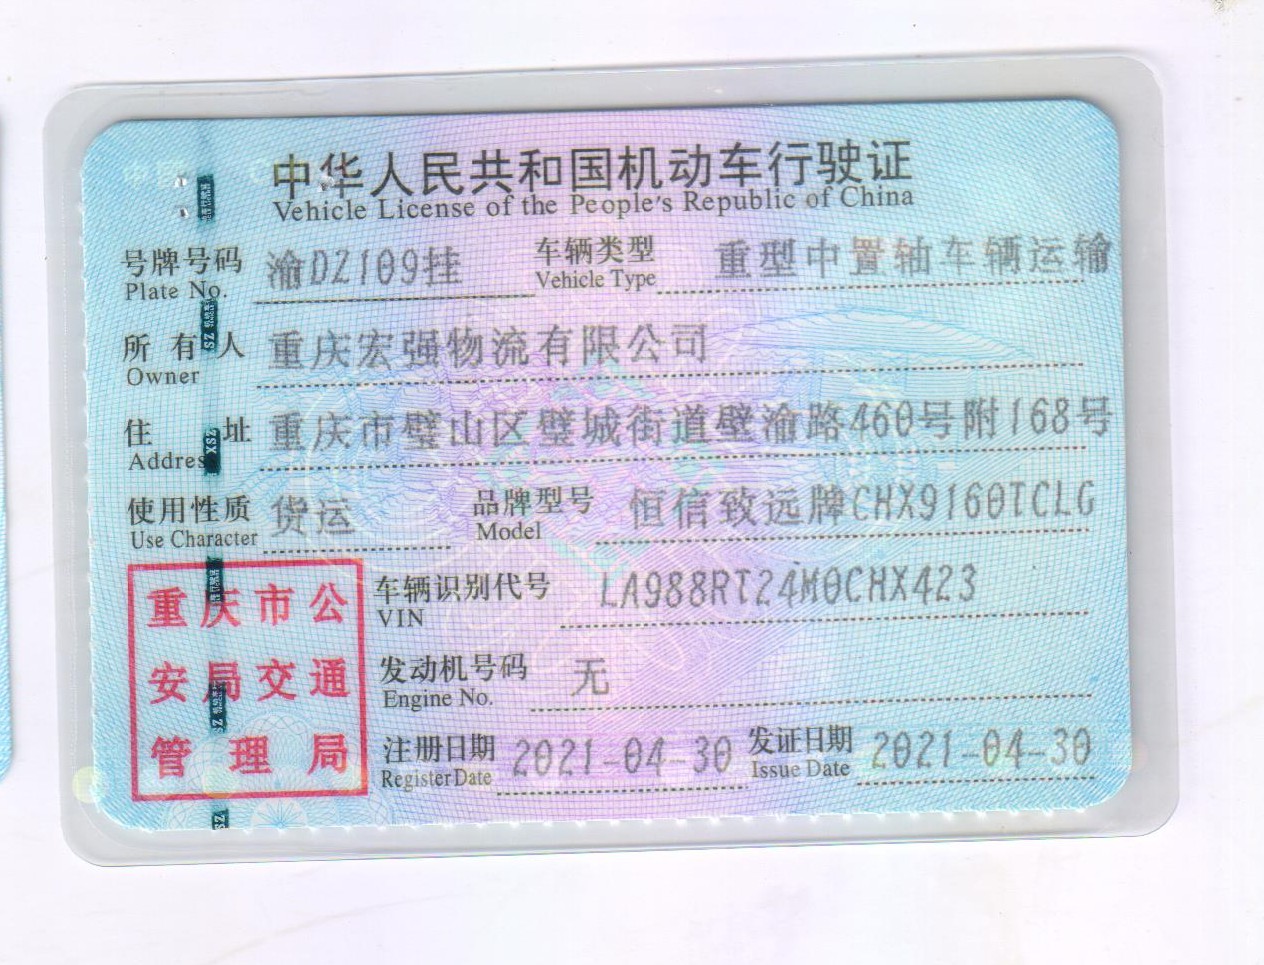 中华人民共和国机动车行驶证
Vehicle License of the People's Republic of China
号牌号码 渝DZ109挂 车辆类型 重型中置轴车辆运输
Plate No. Vehicle Type
所有人 重庆宏强物流有限公司
Owner
住址 重庆市璧山区璧城街道壁渝路460号附168号
Addres
使用性质 货运 品牌型号 恒信致远牌CHX9160TCLG
Use Character Model
重庆市公
安局交通
管理局
车辆识别代号 LA988RT24M0CHX423
VIN
发动机号码 无
Engine No.
注册日期 2021-04-30 发证日期 2021-04-30
Register Date Issue Date